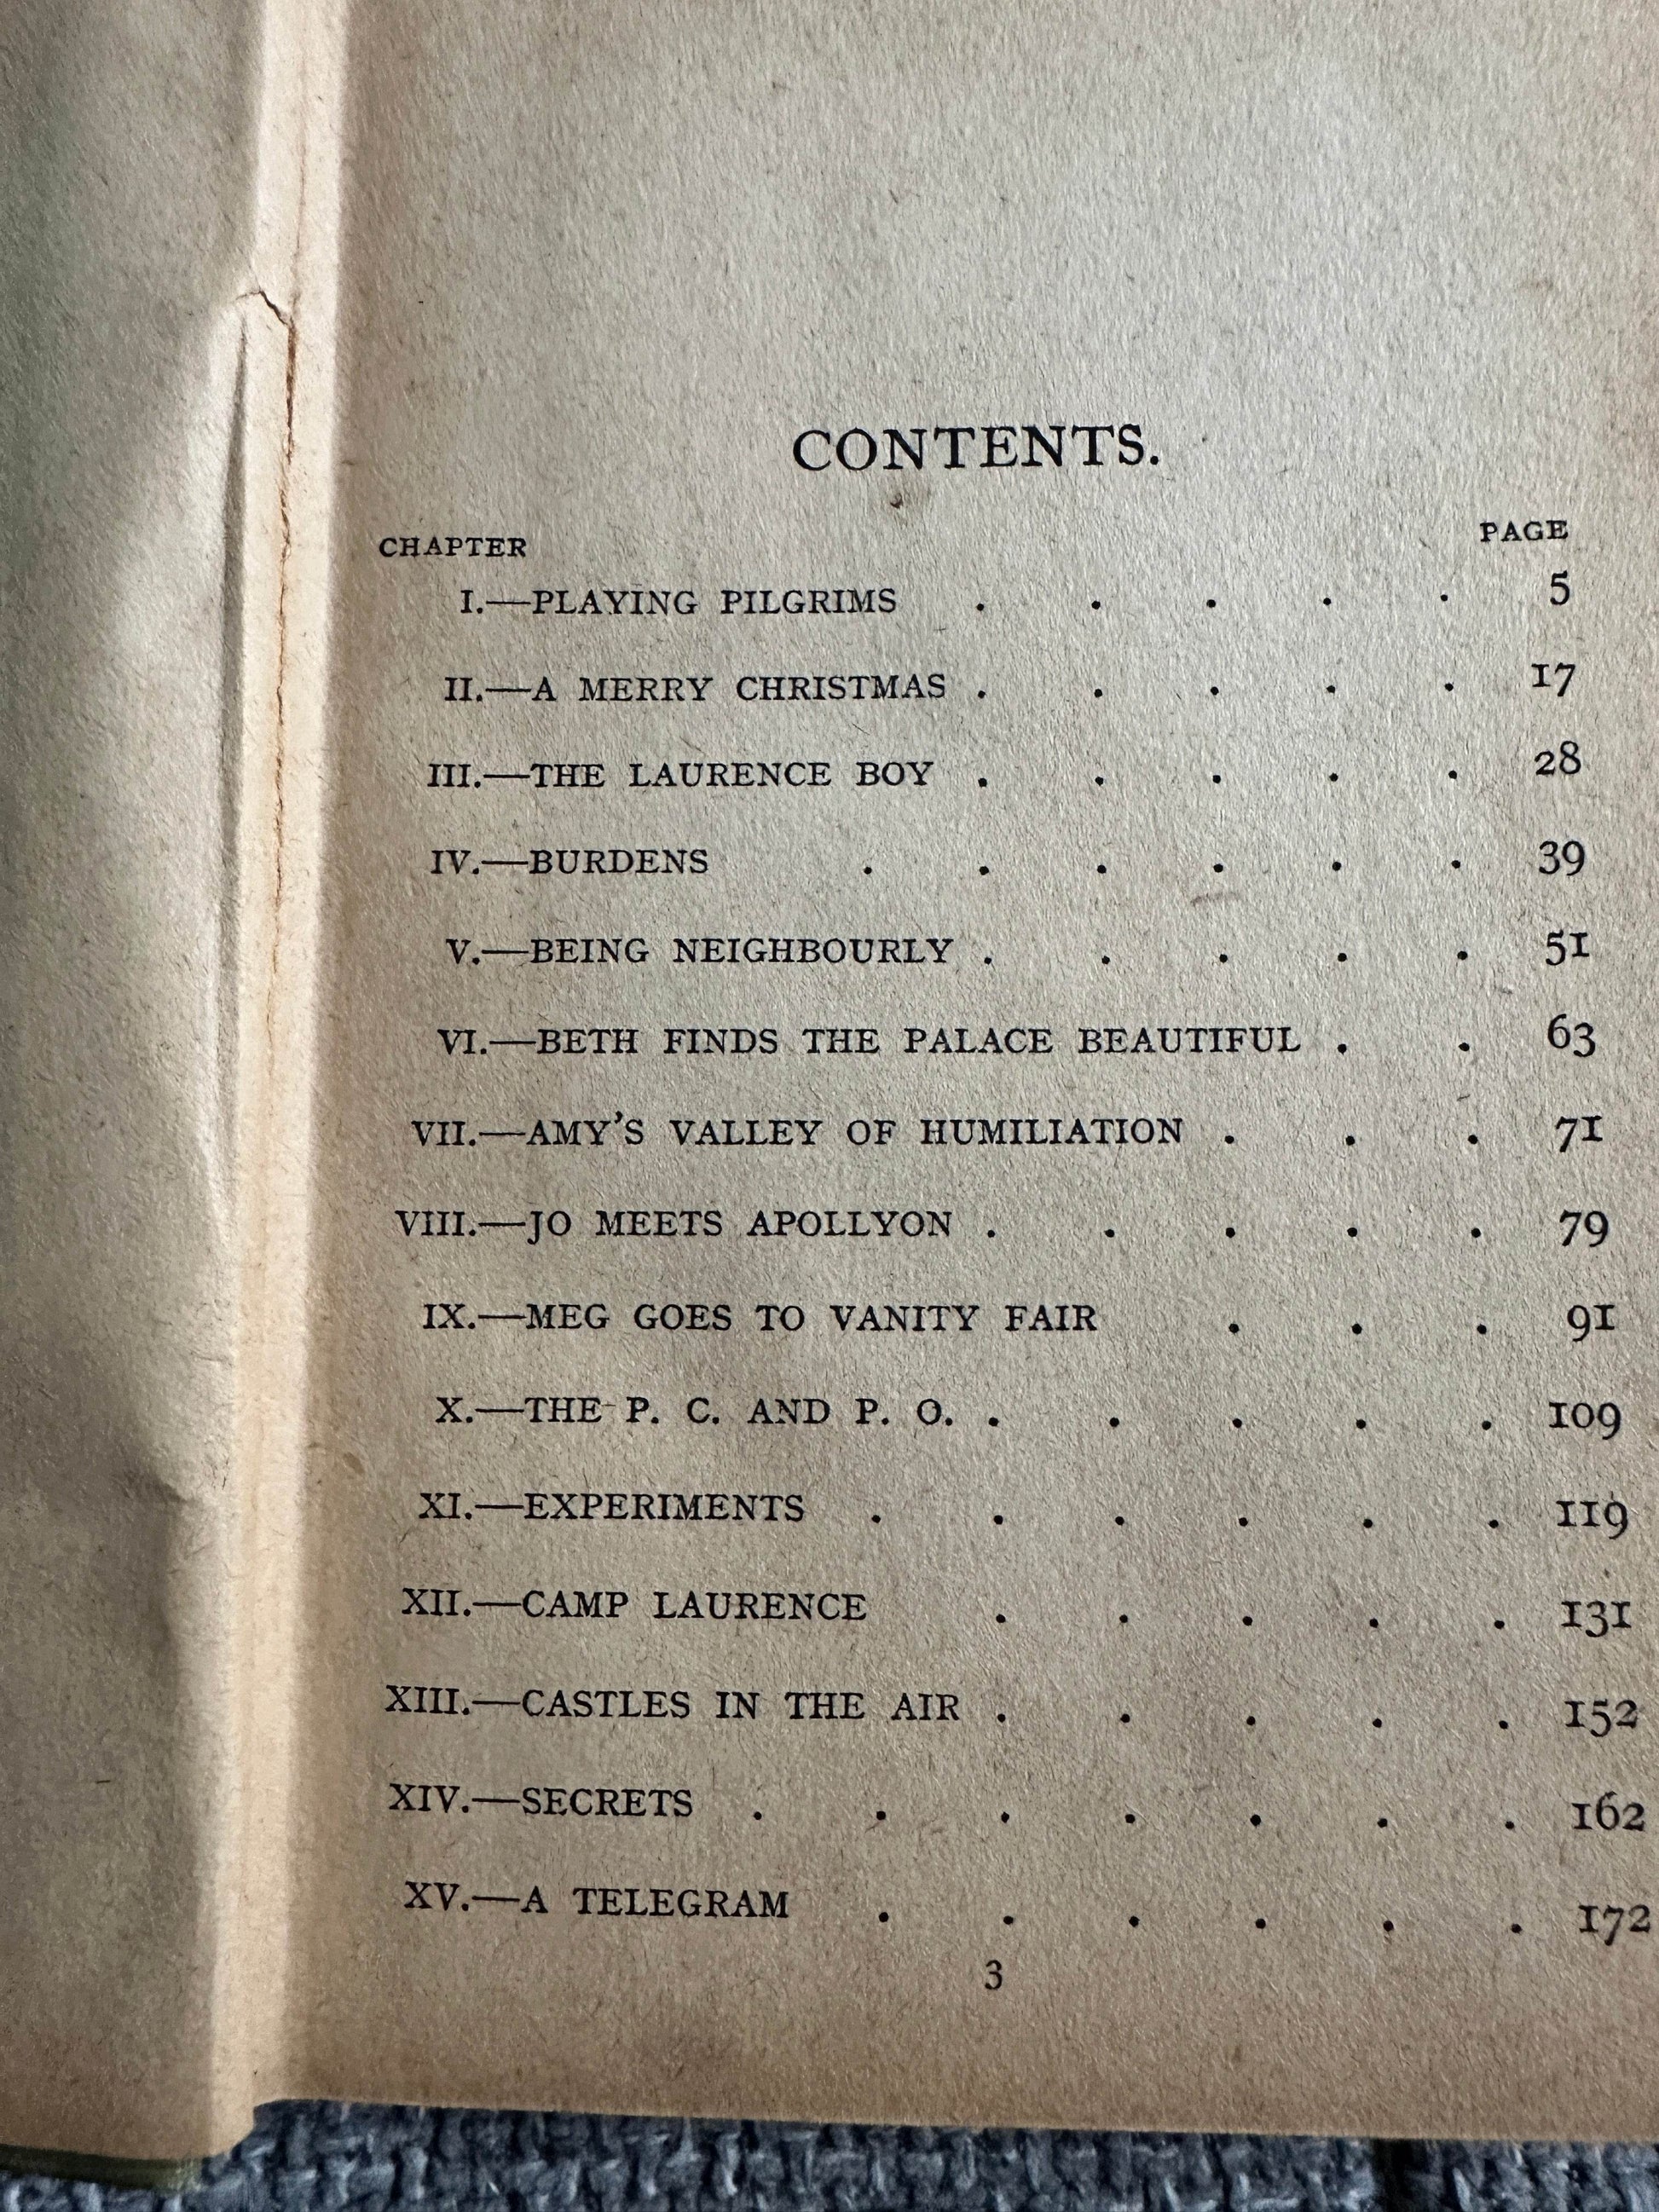 CONTENTS.
CHAPTER PAGE
I.—PLAYING PILGRIMS . . . . . 5
II.—A MERRY CHRISTMAS . . . . . 17
III.—THE LAURENCE BOY . . . . . 28
IV.—BURDENS . . . . . . 39
V.—BEING NEIGHBOURLY . . . . . 51
VI.—BETH FINDS THE PALACE BEAUTIFUL . . 63
VII.—AMY'S VALLEY OF HUMILIATION . . . 71
VIII.—JO MEETS APOLLYON . . . . . 79
IX.—MEG GOES TO VANITY FAIR . . . 91
X.—THE P. C. AND P. O. . . . . . 109
XI.—EXPERIMENTS . . . . . . 119
XII.—CAMP LAURENCE . . . . . 131
XIII.—CASTLES IN THE AIR . . . . . 152
XIV.—SECRETS . . . . . . . 162
XV.—A TELEGRAM . . . . . . 172
3